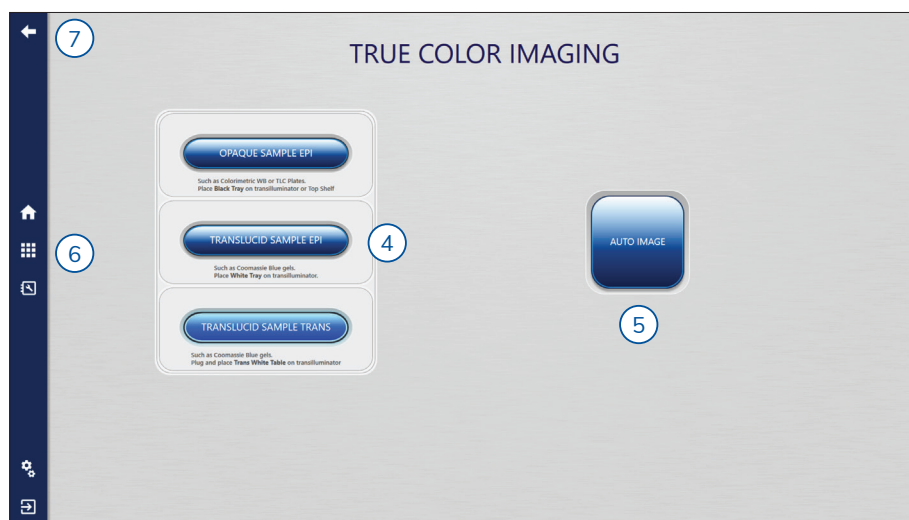 7
TRUE COLOR IMAGING
OPAQUE SAMPLE EPI
Such as Colorimetric WB or TLC Plates.
Place Black Tray on transilluminator or Top Shelf
TRANSLUCID SAMPLE EPI
Such as Coomassie Blue gels.
Place White Tray on transilluminator.
4
TRANSLUCID SAMPLE TRANS
Such as Coomassie Blue gels.
Plug and place Trans White Table on transilluminator
AUTO IMAGE
5
6